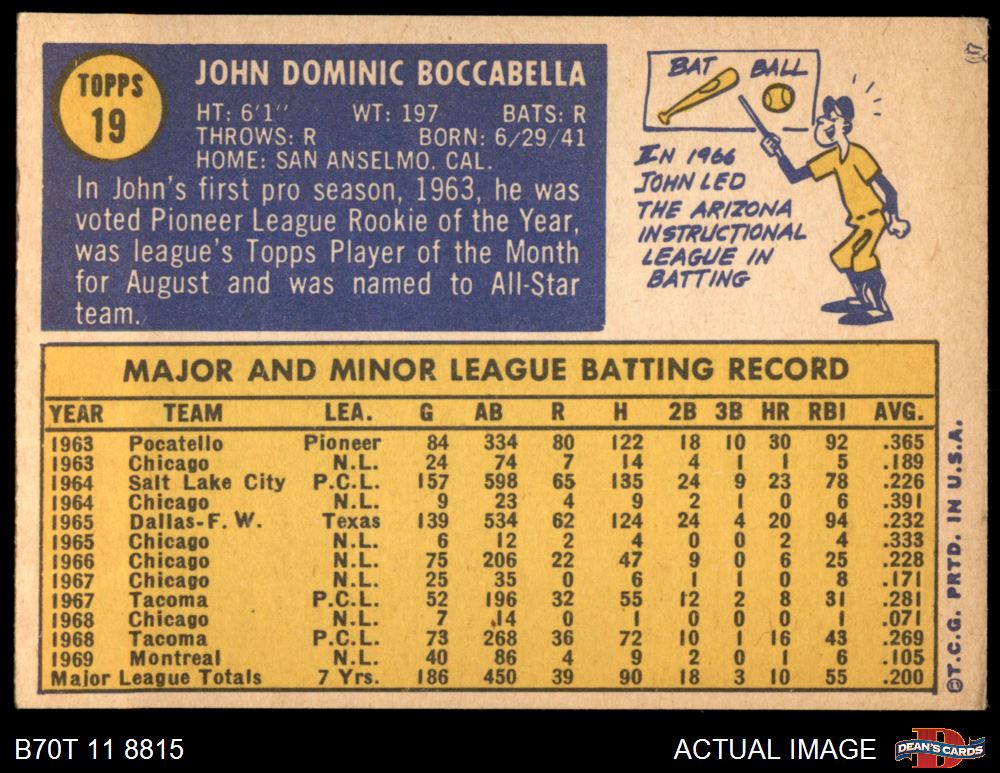 TOPPS
19
JOHN DOMINIC BOCCABELLA
HT: 6'1" WT: 197 BATS: R
THROWS: R BORN: 6/29/41
HOME: SAN ANSELMO, CAL.
In John's first pro season, 1963, he was
voted Pioneer League Rookie of the Year,
was league's Topps Player of the Month
for August and was named to All-Star
team.
BAT BALL
IN 1966
JOHN LED
THE ARIZONA
INSTRUCTIONAL
LEAGUE IN
BATTING
MAJOR AND MINOR LEAGUE BATTING RECORD
YEAR TEAM LEA. G AB R H 2B 3B HR RBI AVG.
1963 Pocatello Pioneer 84 334 80 122 18 10 30 92 .365
1963 Chicago N.L. 24 74 7 14 4 1 1 5 .189
1964 Salt Lake City P.C.L. 157 598 65 135 24 9 23 78 .226
1964 Chicago N.L. 9 23 4 9 2 1 0 6 .391
1965 Dallas-F. W. Texas 139 534 62 124 24 4 20 94 .232
1965 Chicago N.L. 6 12 2 4 0 0 2 4 .333
1966 Chicago N.L. 75 206 22 47 9 0 6 25 .228
1967 Chicago N.L. 25 35 0 6 1 1 0 8 .171
1967 Tacoma P.C.L. 52 196 32 55 12 2 8 31 .281
1968 Chicago N.L. 7 14 0 1 0 0 0 1 .071
1968 Tacoma P.C.L. 73 268 36 72 10 1 16 43 .269
1969 Montreal N.L. 40 86 4 9 2 0 1 6 .105
Major League Totals 7 Yrs. 186 450 39 90 18 3 10 55 .200
©T.C.G. PRTD. IN U.S.A.
B70T 11 8815
ACTUAL IMAGE
DEAN'S CARDS